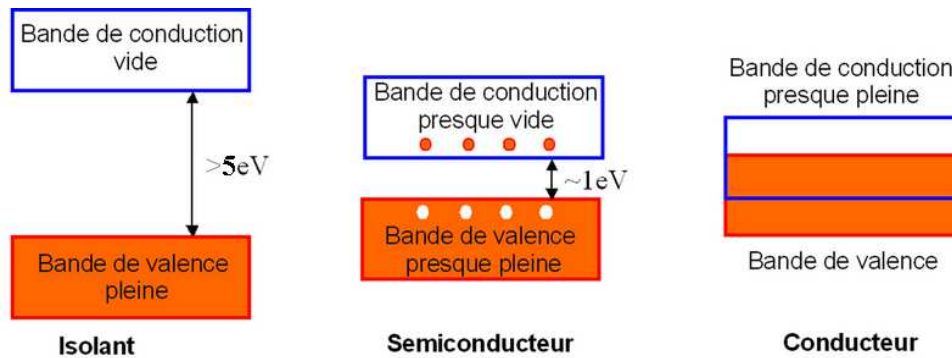 Bande de conduction
vide
>5eV
Bande de valence
pleine
Isolant
Bande de conduction
presque vide
~1eV
Bande de valence
presque pleine
Semiconducteur
Bande de conduction
presque pleine
Bande de valence
Conducteur